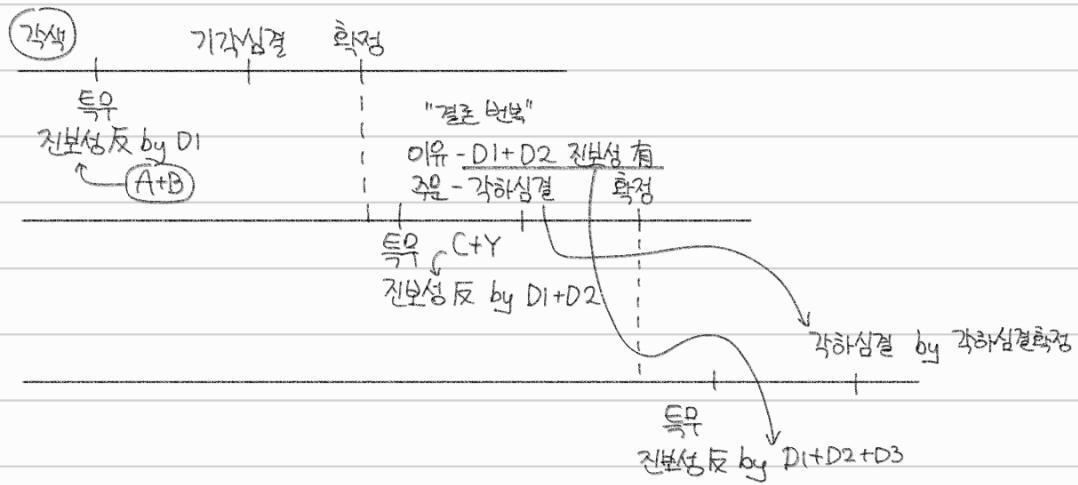 각색
기각심결 확정
특무
진보성 反 by D1
A+B
"결론 번복"
이유 - D1+D2 진보성 有
주문 - 각하심결 확정
특무 C+Y
진보성 反 by D1+D2
각하심결 by 각하심결확정
특무
진보성 反 by D1+D2+D3